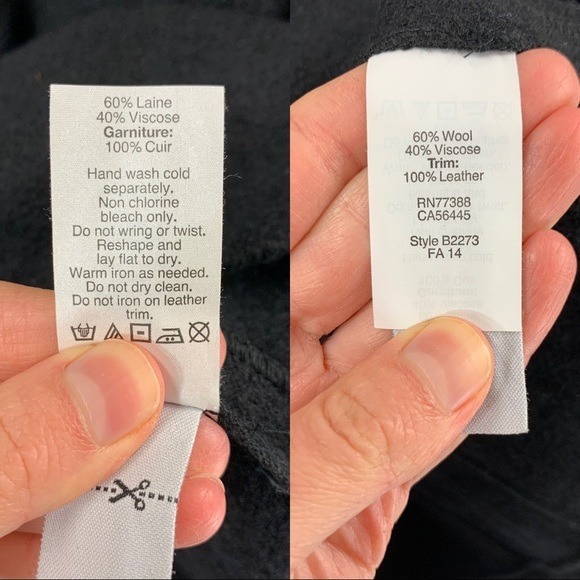 60% Laine
40% Viscose
Garniture:
100% Cuir
Hand wash cold
separately.
Non chlorine
bleach only.
Do not wring or twist.
Reshape and
lay flat to dry.
Warm iron as needed.
Do not dry clean.
Do not iron on leather
trim.
60% Wool
40% Viscose
Trim:
100% Leather
RN77388
CA56445
Style B2273
FA 14